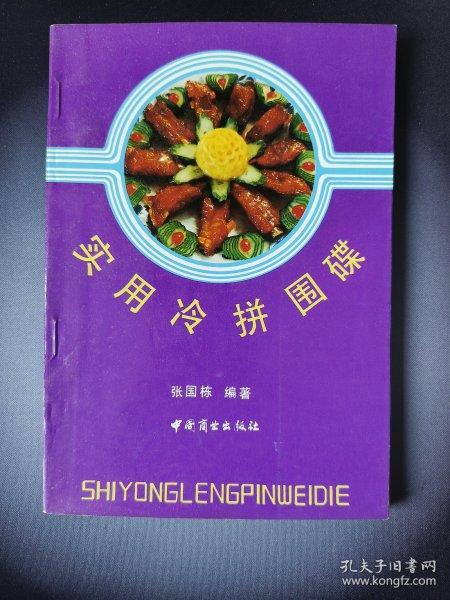 实用冷拼围碟
张国栋 编著
中国商业出版社
SHIYONGLENGPINWEIDIE
孔夫子旧书网
www.kongfz.com